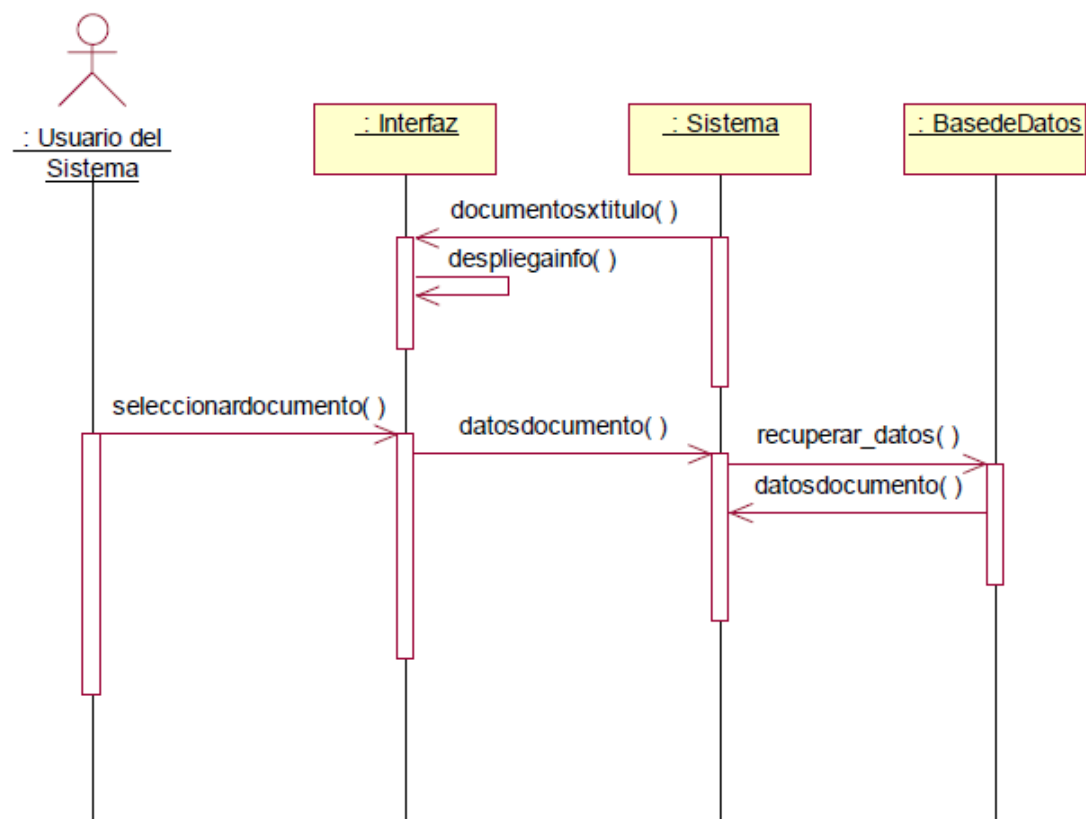 : Usuario del
Sistema
: Interfaz
: Sistema
: BasedeDatos
documentosxtitulo( )
despliegainfo( )
seleccionardocumento( )
datosdocumento( )
recuperar_datos( )
datosdocumento( )